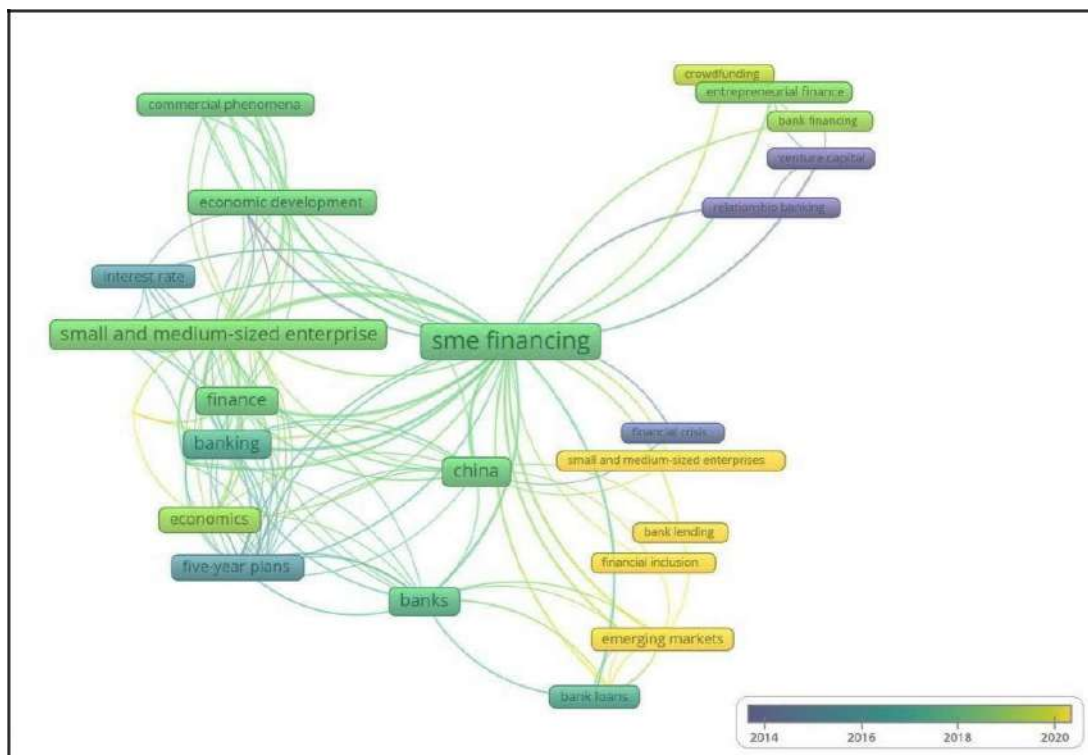 crowdfunding
entrepreneurial finance
commercial phenomena
bank financing
venture capital
economic development
relationship banking
interest rate
small and medium-sized enterprise
sme financing
finance
banking
financial crisis
small and medium-sized enterprises
china
economics
bank lending
five-year plans
financial inclusion
banks
emerging markets
bank loans
2014 2016 2018 2020